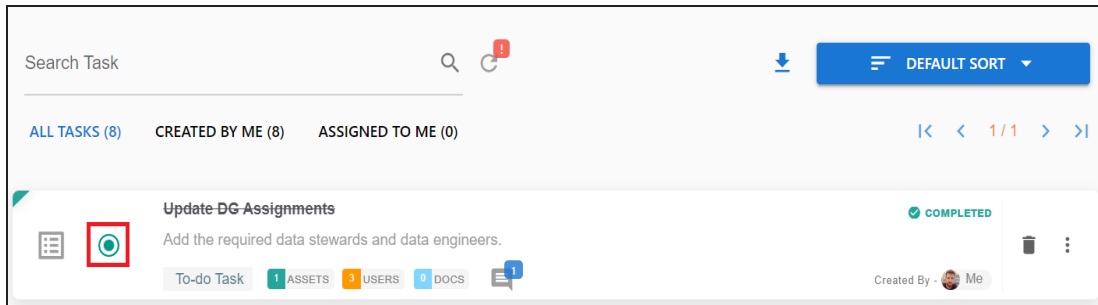 Search Task
!
DEFAULT SORT
ALL TASKS (8) CREATED BY ME (8) ASSIGNED TO ME (0)
1 / 1
Update DG Assignments
COMPLETED
Add the required data stewards and data engineers.
To-do Task 1 ASSETS 3 USERS 0 DOCS 1
Created By - Me